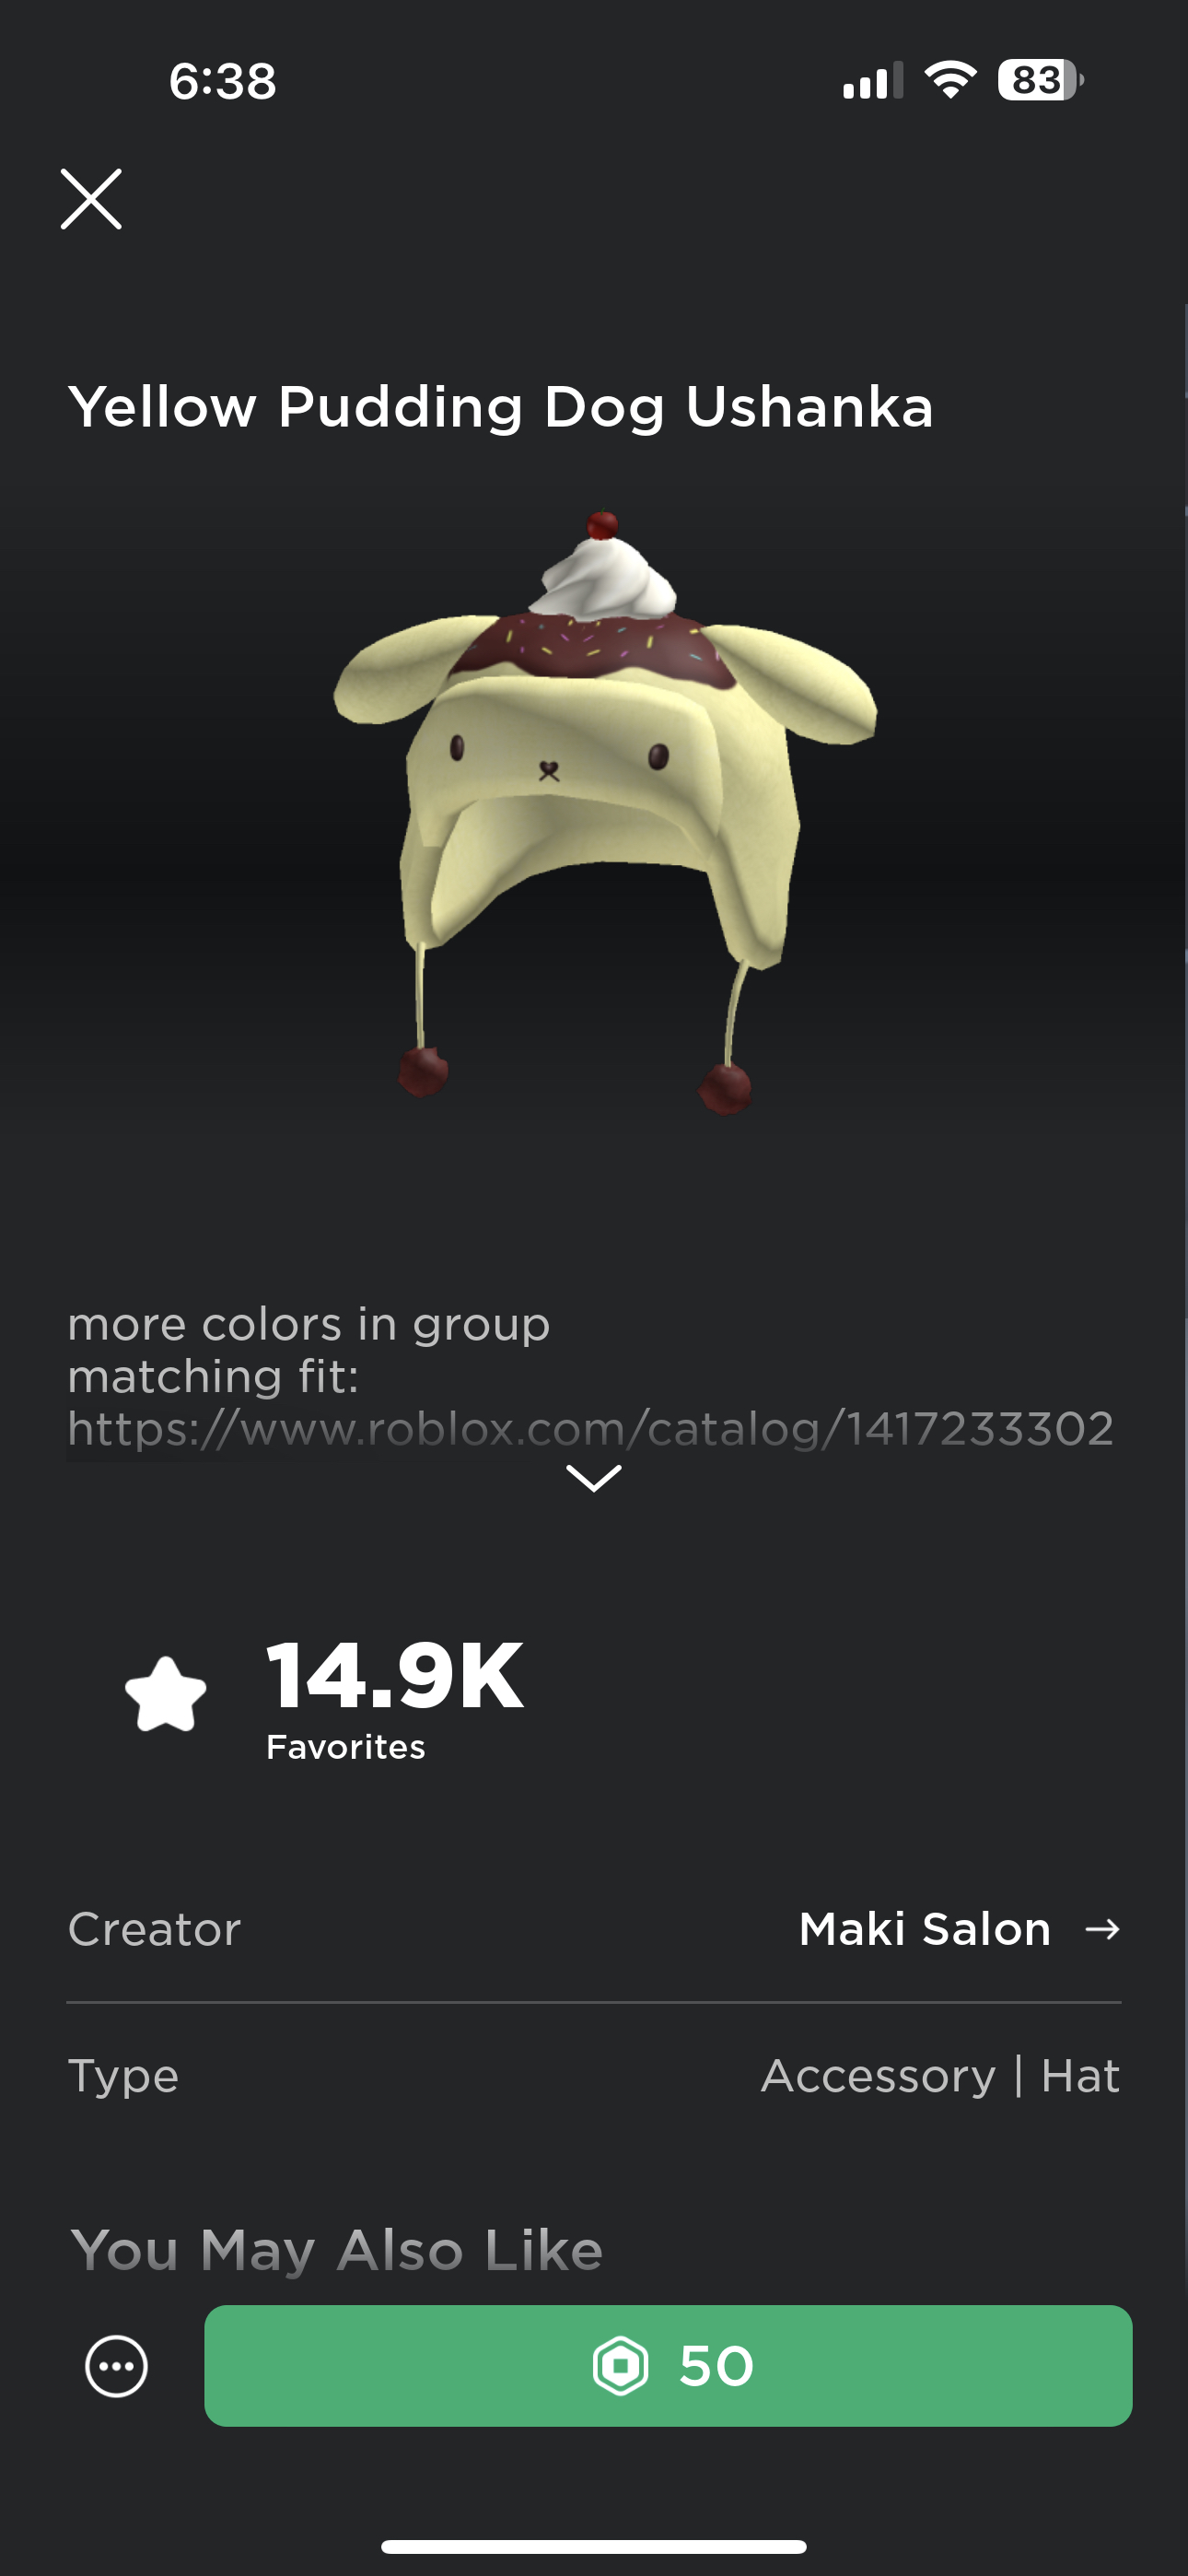 6:38
83
Yellow Pudding Dog Ushanka
more colors in group
matching fit:
https://www.roblox.com/catalog/1417233302
14.9K
Favorites
Creator
Maki Salon →
Type
Accessory | Hat
You May Also Like
50